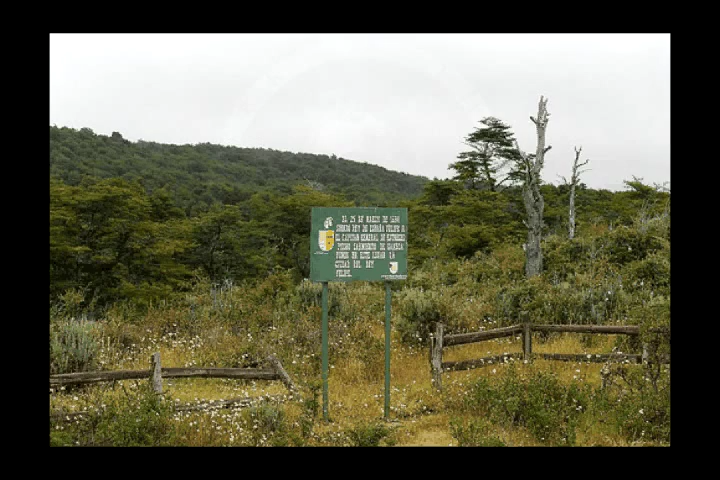 EL 25 DE MARZO DE 1584
SIENDO REY DE ESPAÑA FELIPE II
EL CAPITAN GENERAL DEL ESTRECHO
PEDRO SARMIENTO DE GAMBOA
FUNDO EN ESTE LUGAR LA
CIUDAD DEL REY
FELIPE.